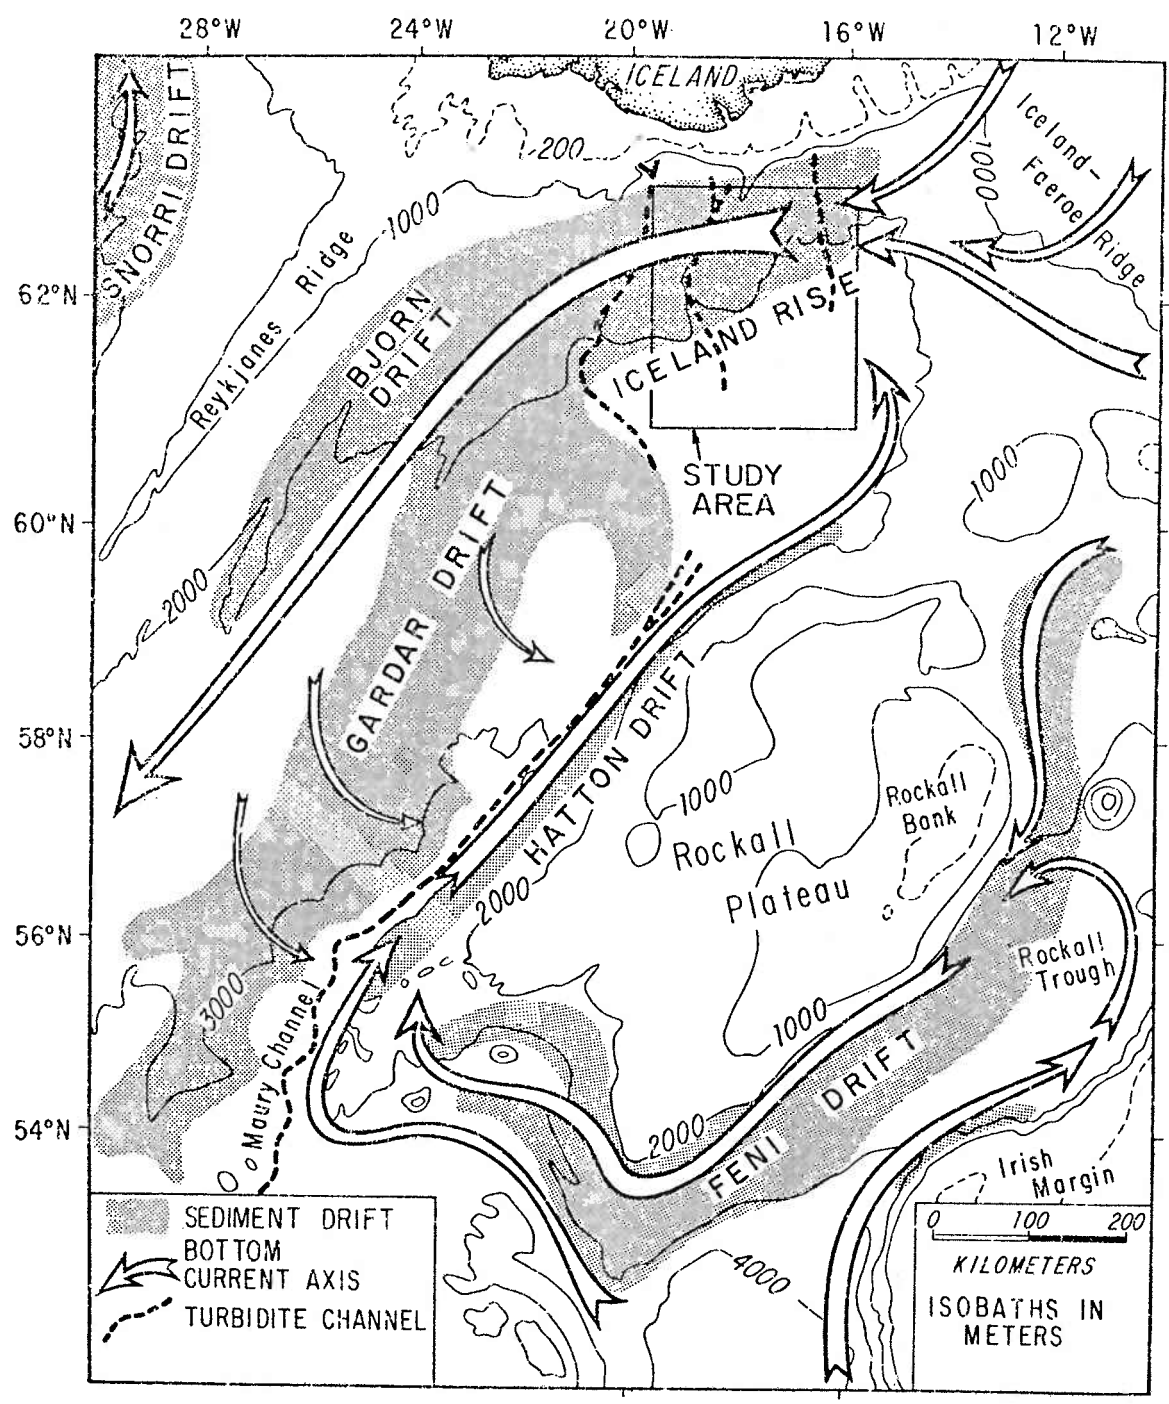 28°W 24°W 20°W 16°W 12°W
ICELAND
200
Iceland-
Faeroe
Ridge
1000
1000
SNORRI DRIFT
62°N
Reykjanes Ridge
BJORN
DRIFT
ICELAND RISE
STUDY
AREA
1000
60°N
2000
GARDAR DRIFT
58°N
HATTON DRIFT
1000
Rockall
Bank
Rockall
Plateau
2000
56°N
Rockall
Trough
3000
Maury Channel
1000
54°N
2000
FENI DRIFT
Irish
Margin
4000
SEDIMENT DRIFT
BOTTOM
CURRENT AXIS
TURBIDITE CHANNEL
0 100 200
KILOMETERS
ISOBATHS IN
METERS